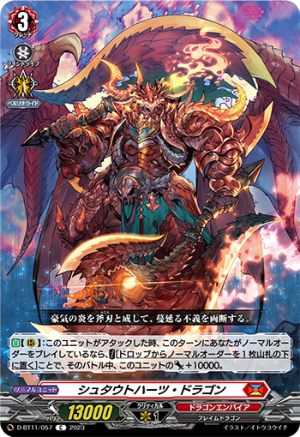 3
グレード
ツインドライブ
ペルソナライド
豪気の炎を斧刃と成して、蔓延る不義を両断する。
ノーマルユニット
【自】【(R)】：このユニットがアタックした時、このターンにあなたがノーマルオーダーをプレイしているなら、【コスト】[ドロップからノーマルオーダーを1枚山札の下に置く]ことで、そのバトル中、このユニットのパワー+10000。
シュタウトハーツ・ドラゴン
パワー
13000
クリティカル
1
ドラゴンエンパイア
フレイムドラゴン
D-BT11/057 C 2023
イラスト／イトウヨウイチ